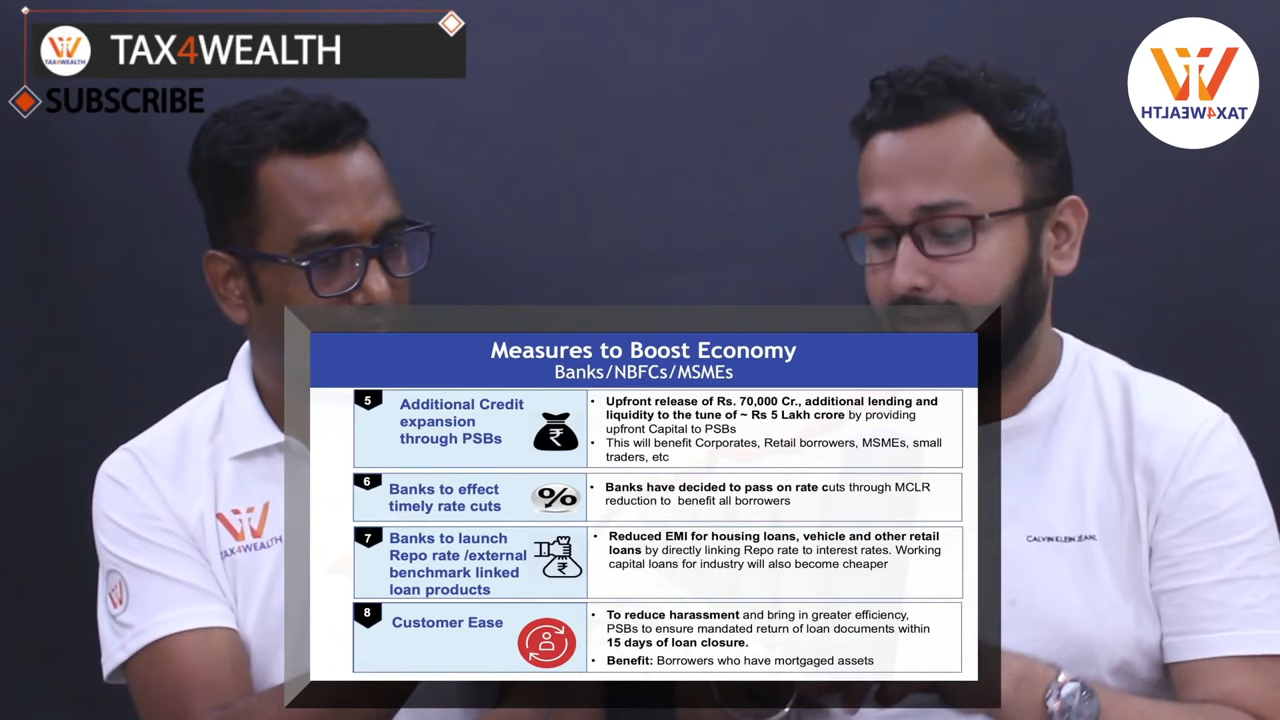 TAX4WEALTH
TAX4WEALTH
SUBSCRIBE
TAX4WEALTH
Measures to Boost Economy
Banks/NBFCs/MSMEs
5
Additional Credit
expansion
through PSBs
₹
• Upfront release of Rs. 70,000 Cr., additional lending and
liquidity to the tune of ~ Rs 5 Lakh crore by providing
upfront Capital to PSBs
• This will benefit Corporates, Retail borrowers, MSMEs, small
traders, etc
6
Banks to effect
timely rate cuts
%
• Banks have decided to pass on rate cuts through MCLR
reduction to benefit all borrowers
7
Banks to launch
Repo rate /external
benchmark linked
loan products
₹
• Reduced EMI for housing loans, vehicle and other retail
loans by directly linking Repo rate to interest rates. Working
capital loans for industry will also become cheaper
8
Customer Ease
• To reduce harassment and bring in greater efficiency,
PSBs to ensure mandated return of loan documents within
15 days of loan closure.
• Benefit: Borrowers who have mortgaged assets
TAX4WEALTH
CALVIN KLEIN JEANS